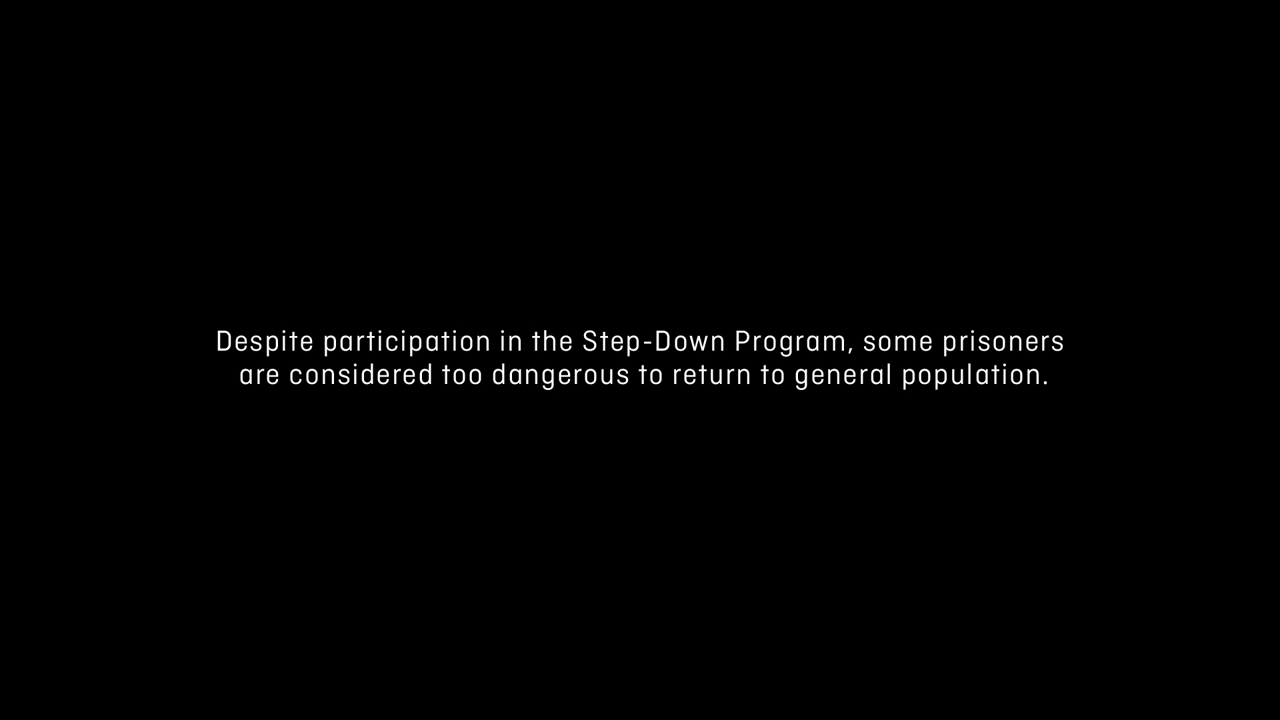 Despite participation in the Step-Down Program, some prisoners
are considered too dangerous to return to general population.